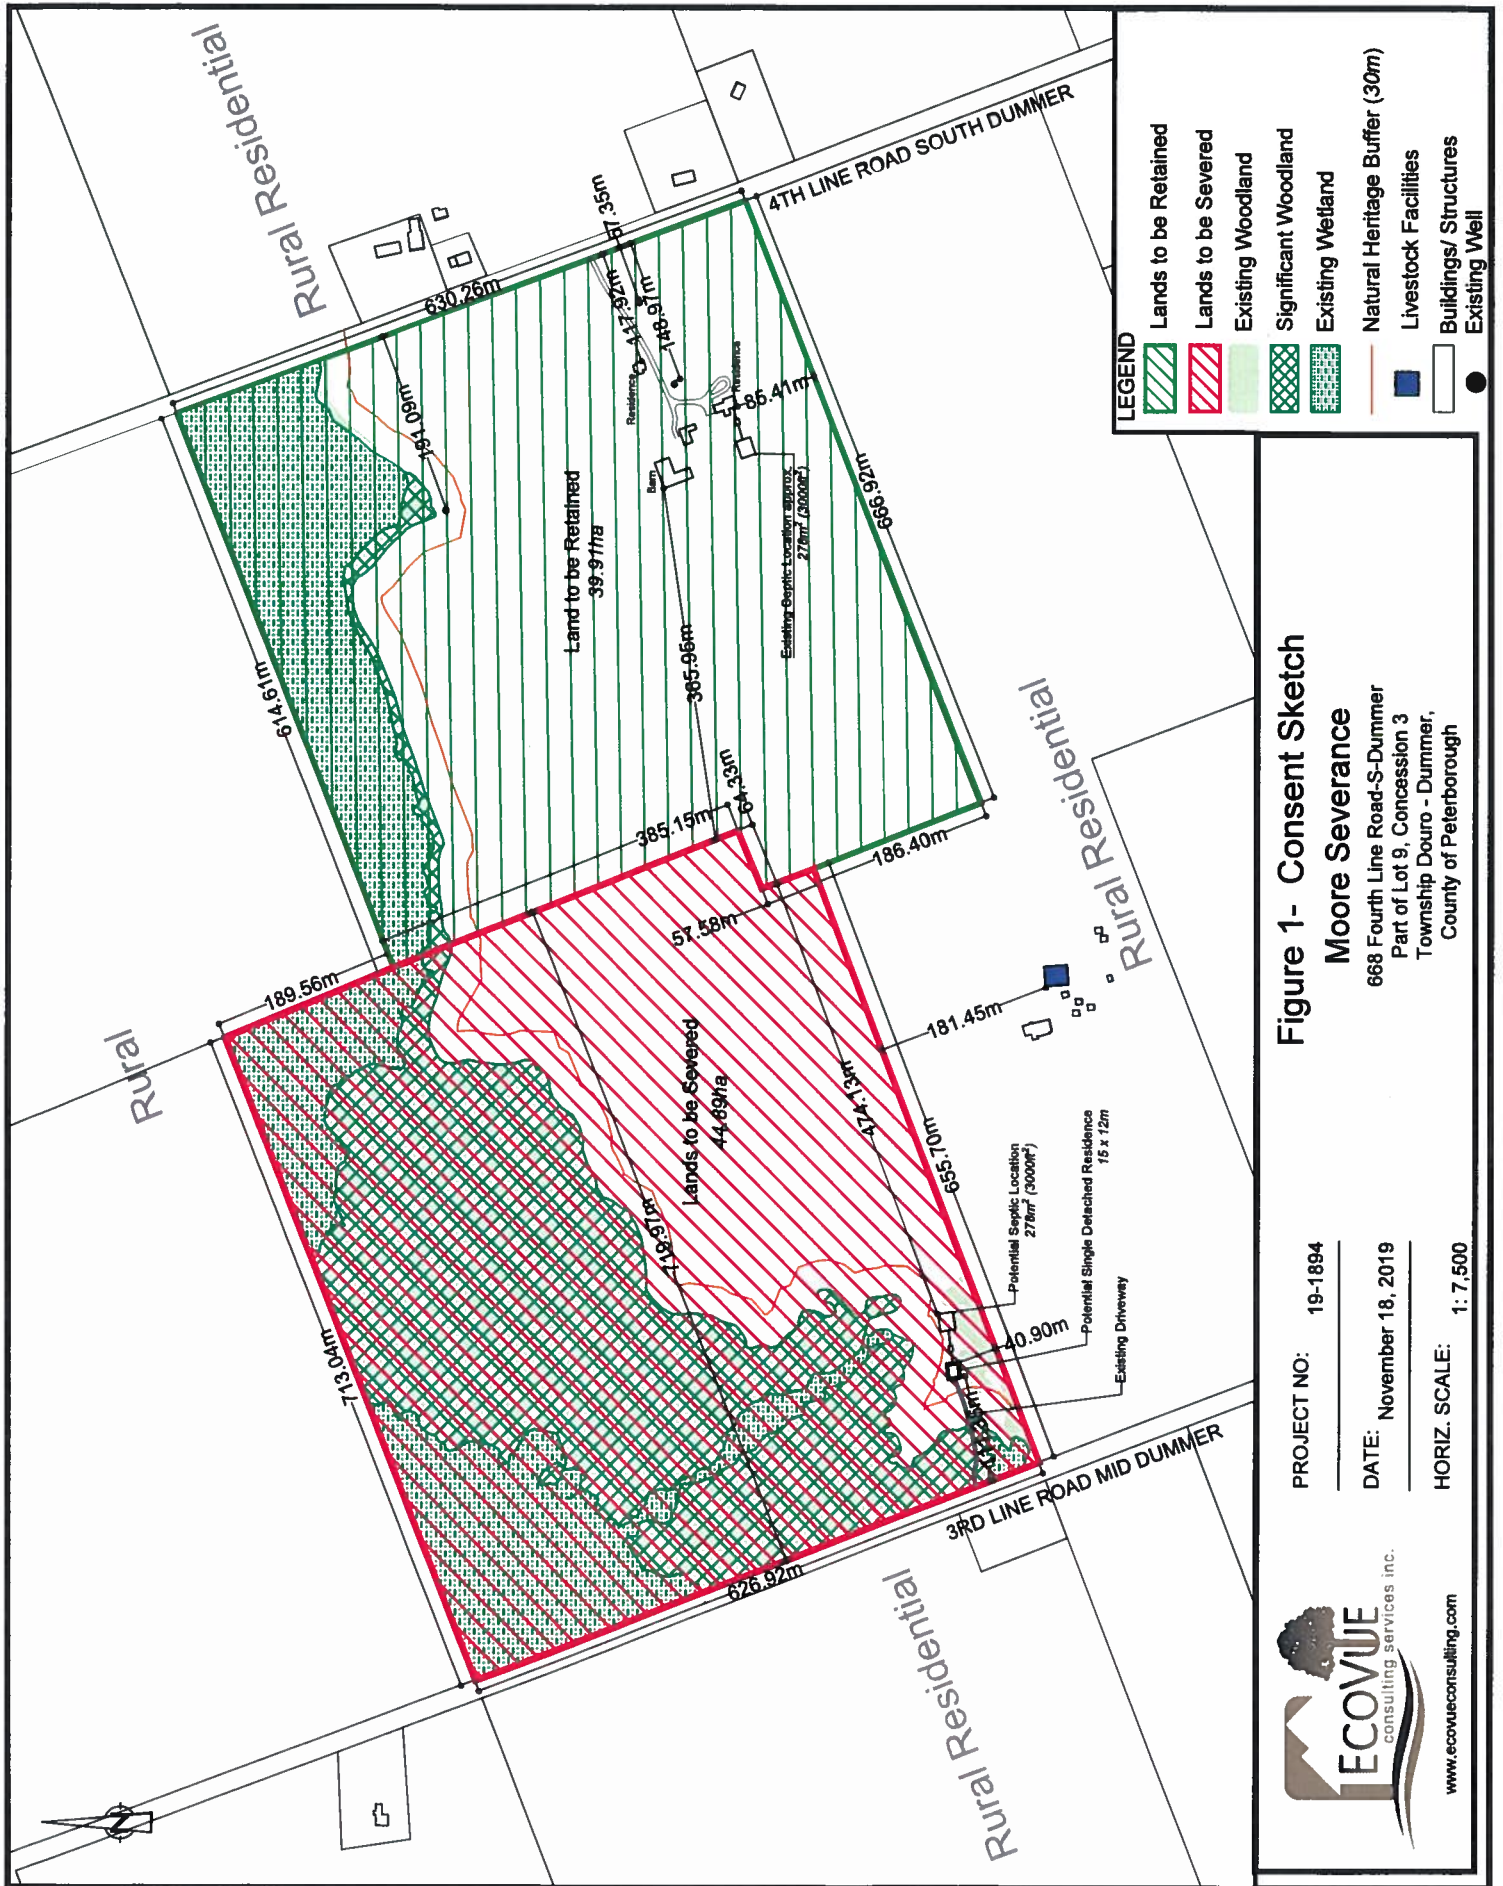 Rural Residential
4TH LINE ROAD SOUTH DUMMER
630.26m
57.35m
117.92m
148.97m
191.09m
Residence
Residence
85.41m
Barn
Land to be Retained
39.91ha
Existing Septic Location approx.
278m² (3000ft²)
666.92m
614.61m
365.95m
385.15m
64.33m
186.40m
57.58m
Rural Residential
189.56m
Rural
Lands to be Severed
44.89ha
181.45m
474.13m
655.70m
719.97m
713.04m
Potential Septic Location
278m² (3000ft²)
Potential Single Detached Residence
15 x 12m
Existing Driveway
40.90m
3RD LINE ROAD MID DUMMER
626.92m
Rural Residential
N
LEGEND
Lands to be Retained
Lands to be Severed
Existing Woodland
Significant Woodland
Existing Wetland
Natural Heritage Buffer (30m)
Livestock Facilities
Buildings/ Structures
Existing Well
Figure 1- Consent Sketch
Moore Severance
668 Fourth Line Road-S-Dummer
Part of Lot 9, Concession 3
Township Douro - Dummer,
County of Peterborough
PROJECT NO: 19-1894
DATE: November 18, 2019
HORIZ. SCALE: 1: 7,500
ECOVUE
consulting services inc.
www.ecovueconsulting.com